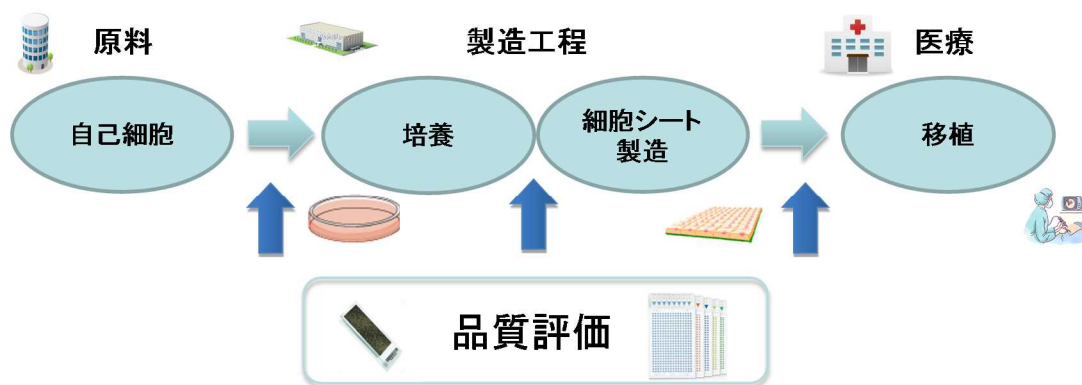 原料
製造工程
医療
自己細胞
培養
細胞シート
製造
移植
品質評価